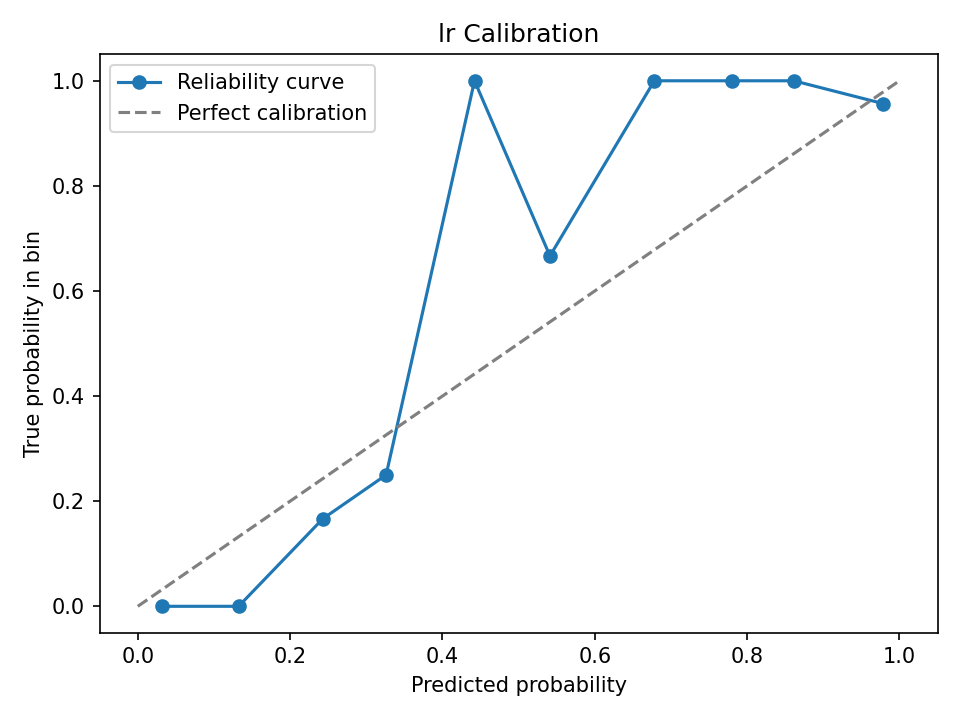 lr Calibration
Reliability curve
Perfect calibration
True probability in bin
1.0
0.8
0.6
0.4
0.2
0.0
0.0 0.2 0.4 0.6 0.8 1.0
Predicted probability